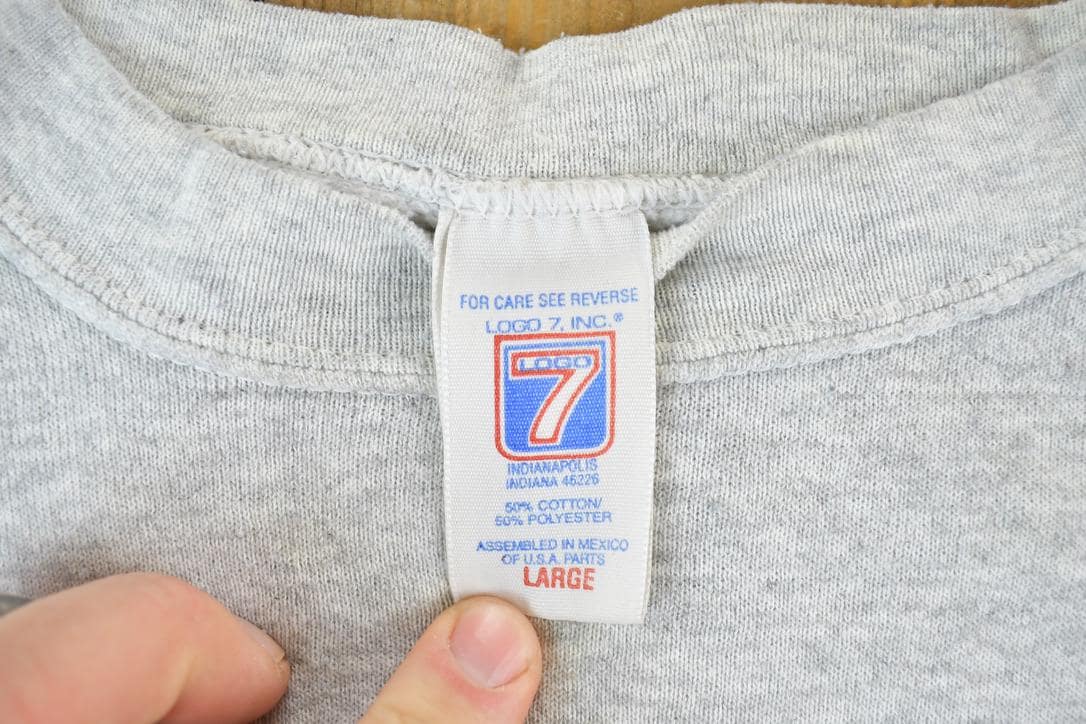 FOR CARE SEE REVERSE
LOGO 7, INC.®
LOGO
7
INDIANAPOLIS
INDIANA 46226
50% COTTON/
50% POLYESTER
ASSEMBLED IN MEXICO
OF U.S.A. PARTS
LARGE